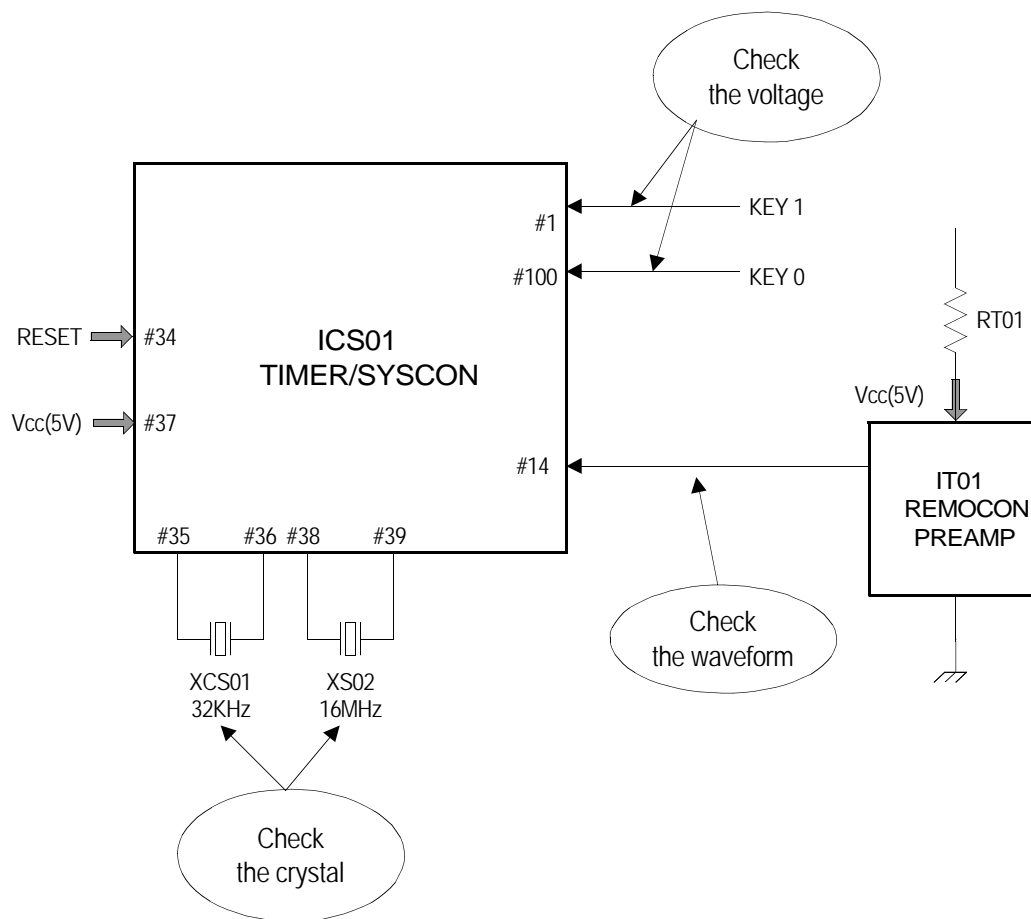 Check
the voltage
#1
KEY 1
#100
KEY 0
RESET
#34
ICS01
TIMER/SYSCON
RT01
Vcc(5V)
#37
Vcc(5V)
#14
IT01
REMOCON
PREAMP
#35
#36
#38
#39
XCS01
32KHz
XS02
16MHz
Check
the waveform
Check
the crystal